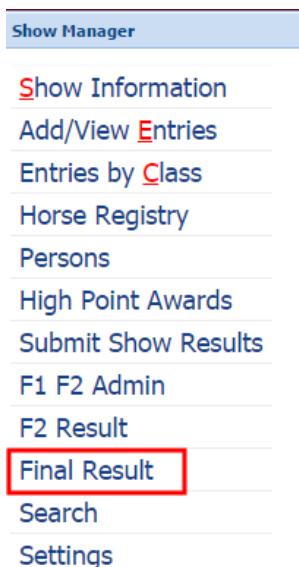 Show Manager
Show Information
Add/View Entries
Entries by Class
Horse Registry
Persons
High Point Awards
Submit Show Results
F1 F2 Admin
F2 Result
Final Result
Search
Settings